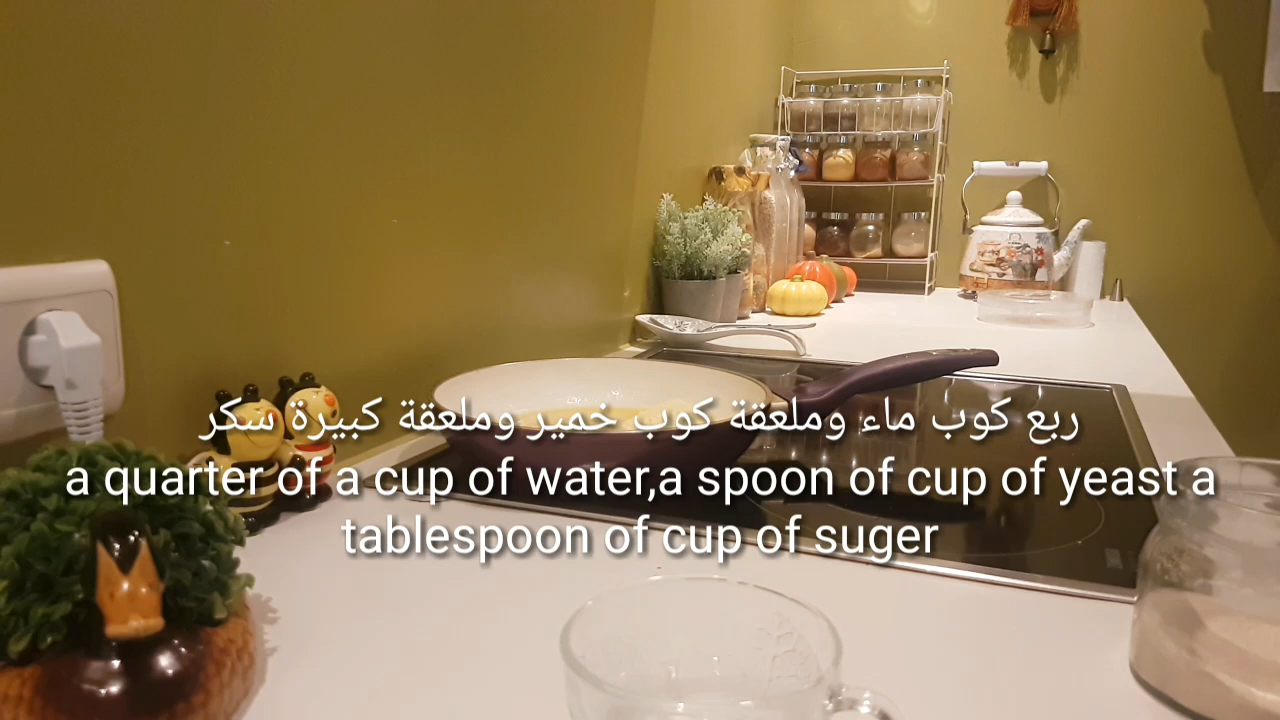 ربع كوب ماء وملعقة كوب خمير وملعقة كبيرة سكر
a quarter of a cup of water,a spoon of cup of yeast a
tablespoon of cup of suger